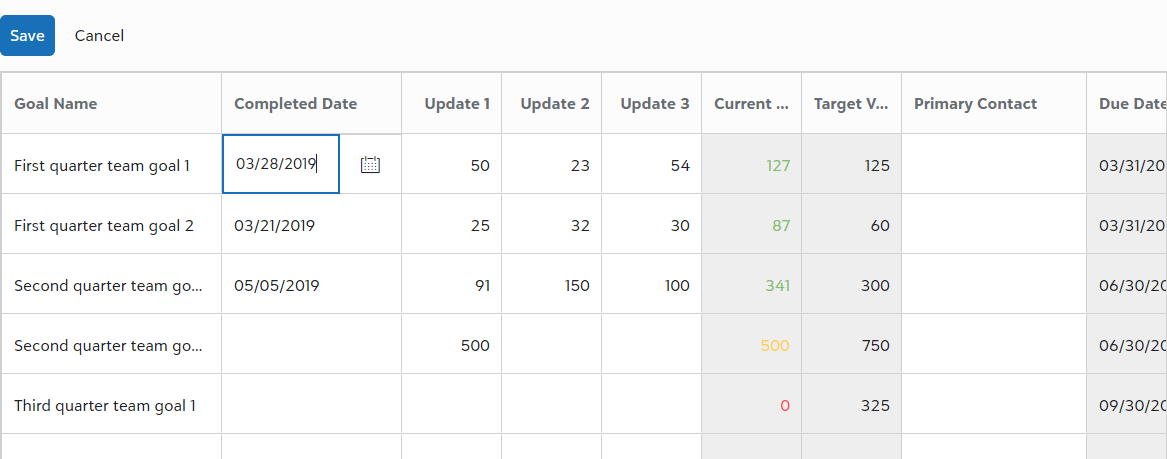 Save Cancel
Goal Name Completed Date Update 1 Update 2 Update 3 Current ... Target V... Primary Contact Due Date
First quarter team goal 1 03/28/2019 50 23 54 127 125 03/31/20
First quarter team goal 2 03/21/2019 25 32 30 87 60 03/31/20
Second quarter team go... 05/05/2019 91 150 100 341 300 06/30/20
Second quarter team go... 500 500 750 06/30/20
Third quarter team goal 1 0 325 09/30/20